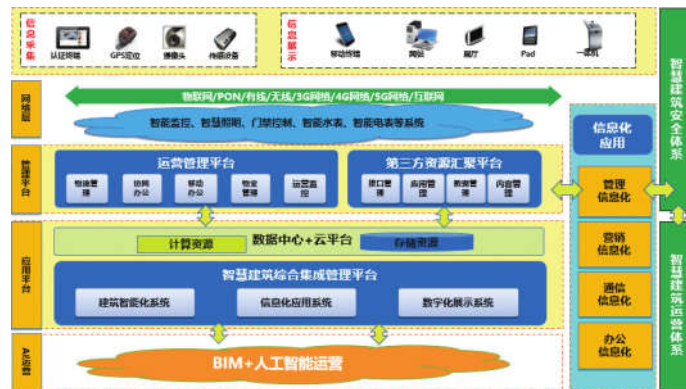 信息采集
认证终端
GPS定位
摄像头
传感设备
信息展示
移动终端
网站
展厅
Pad
一体机
智慧建筑安全体系
网络层
物联网/PON/有线/无线/3G网络/4G网络/5G网络/互联网
智能监控、智慧照明、门禁控制、智能水表、智能电表等系统
信息化应用
管理平台
运营管理平台
物流管理
协同办公
移动办公
物业管理
运营监控
第三方资源汇聚平台
接口管理
应用管理
数据管理
内容管理
管理信息化
营销信息化
通信信息化
办公信息化
应用平台
计算资源
数据中心+云平台
存储资源
智慧建筑综合集成管理平台
建筑智能化系统
信息化应用系统
数字化展示系统
智慧建筑运营体系
AI运营
BIM+人工智能运营